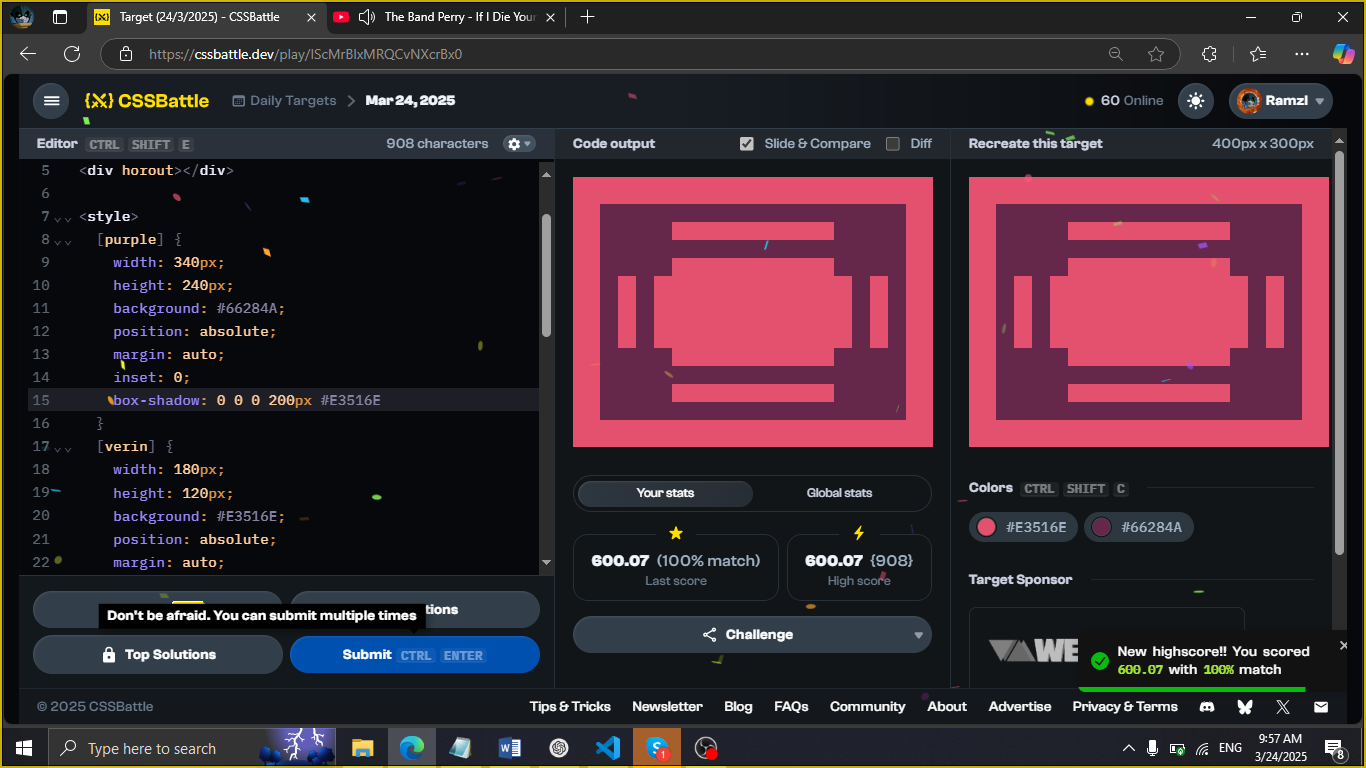 Target (24/3/2025) - CSSBattle
The Band Perry - If I Die Your
https://cssbattle.dev/play/lScMrBlxMRQCvNXcrBx0
{X} CSSBattle
Daily Targets
Mar 24, 2025
60 Online
Ramzl
Editor CTRL SHIFT E
908 characters
Code output
Slide & Compare
Diff
Recreate this target
400px x 300px
5 <div horout></div>
6
7 <style>
8 [purple] {
9 width: 340px;
10 height: 240px;
11 background: #66284A;
12 position: absolute;
13 margin: auto;
14 inset: 0;
15 box-shadow: 0 0 0 200px #E3516E
16 }
17 [verin] {
18 width: 180px;
19 height: 120px;
20 background: #E3516E;
21 position: absolute;
22 margin: auto;
Your stats
Global stats
600.07 (100% match)
Last score
600.07 {908}
High score
Challenge
Colors CTRL SHIFT C
#E3516E
#66284A
Target Sponsor
WE
Don't be afraid. You can submit multiple times
tions
Top Solutions
Submit CTRL ENTER
New highscore!! You scored
600.07 with 100% match
© 2025 CSSBattle
Tips & Tricks
Newsletter
Blog
FAQs
Community
About
Advertise
Privacy & Terms
Type here to search
1
ENG
9:57 AM
3/24/2025
8